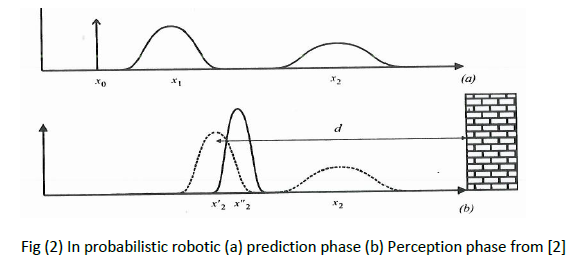 x₀ x₁ x₂ (a)
d
x'₂ x"₂ x₂ (b)
Fig (2) In probabilistic robotic (a) prediction phase (b) Perception phase from [2]